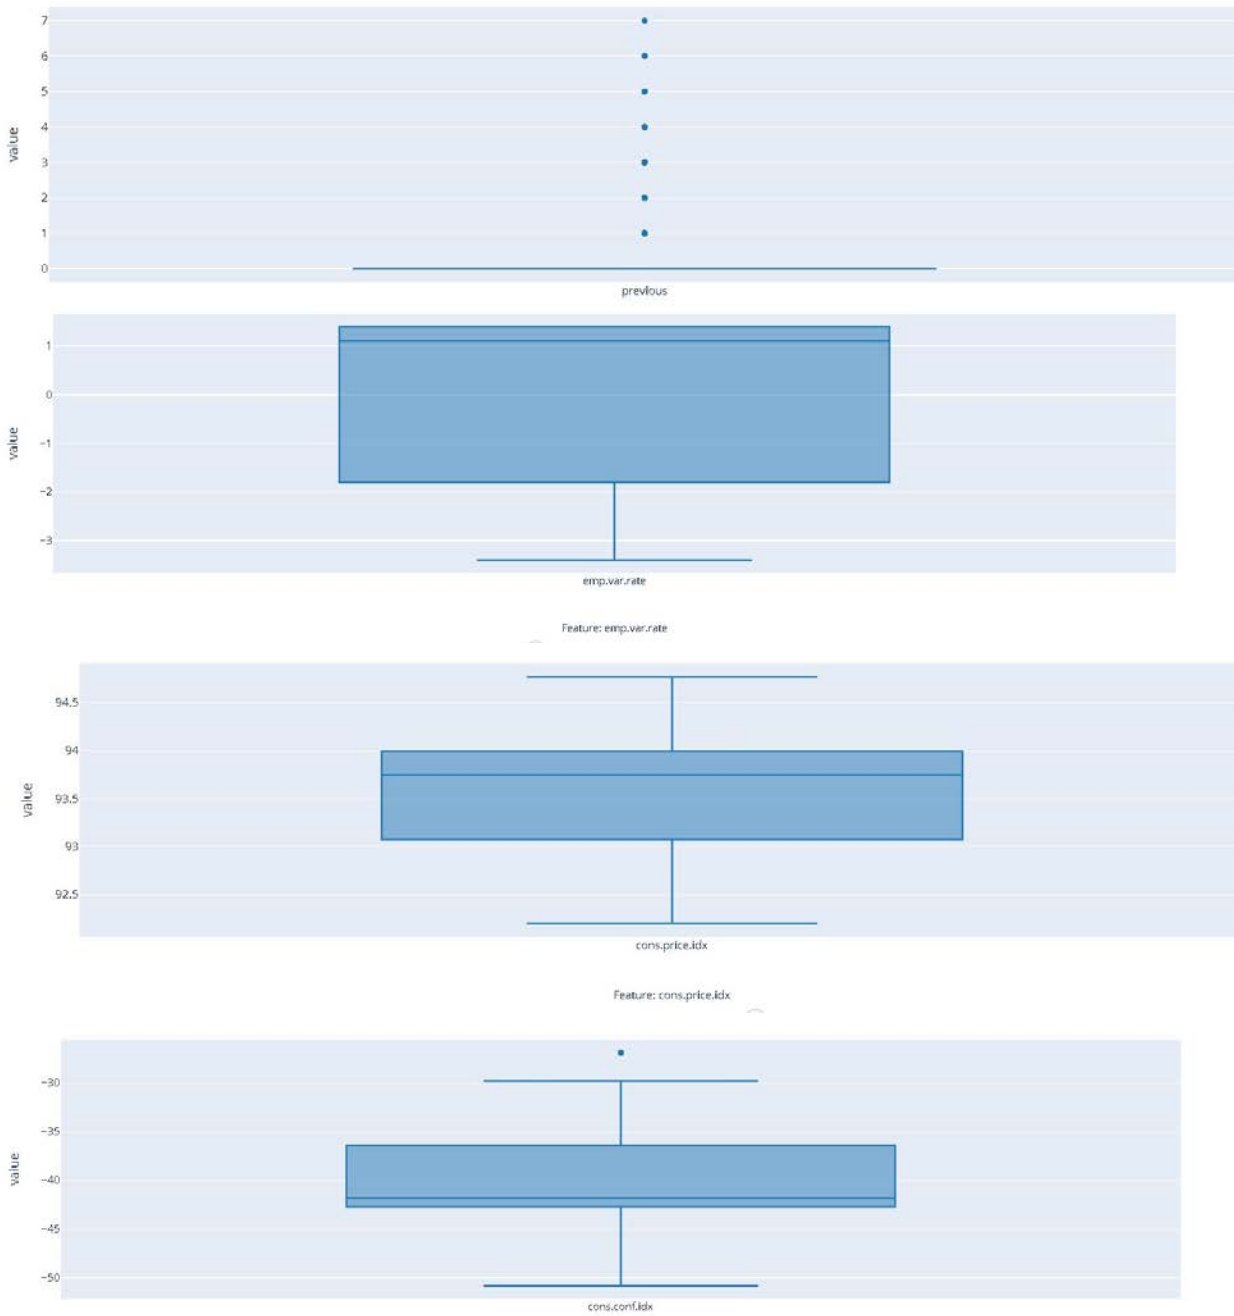 7
6
5
4
3
2
1
0
value
previous
1
0
−1
−2
−3
value
emp.var.rate
Feature: emp.var.rate
94.5
94
93.5
93
92.5
value
cons.price.idx
Feature: cons.price.idx
−30
−35
−40
−45
−50
value
cons.conf.idx